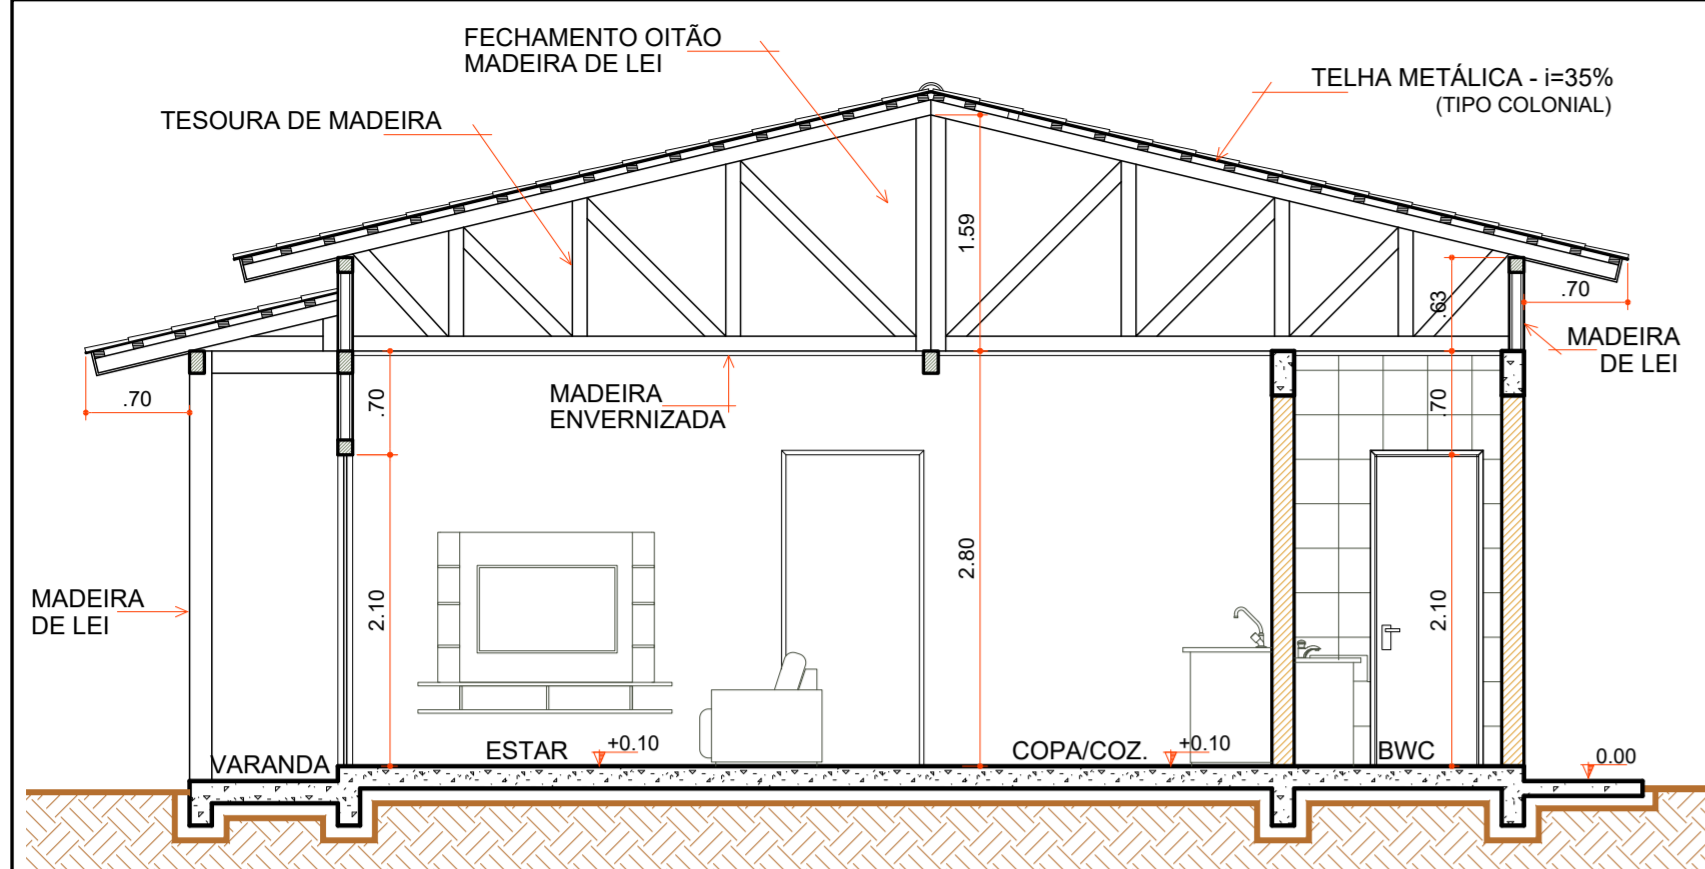 FECHAMENTO OITÃO
MADEIRA DE LEI
TELHA METÁLICA - i=35%
(TIPO COLONIAL)
TESOURA DE MADEIRA
1.59
.63
.70
MADEIRA
DE LEI
.70
.70
MADEIRA
ENVERNIZADA
.70
2.10
2.80
2.10
MADEIRA
DE LEI
VARANDA
ESTAR
+0.10
COPA/COZ.
+0.10
BWC
0.00